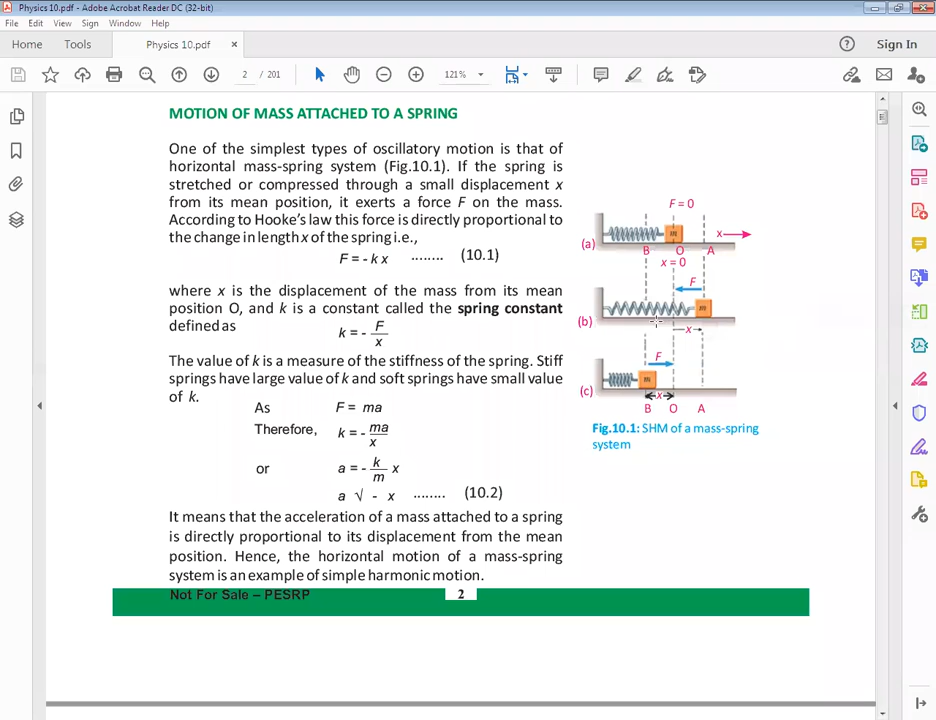 Physics 10.pdf - Adobe Acrobat Reader DC (32-bit)
File Edit View Sign Window Help
Home Tools Physics 10.pdf × ? Sign In
2 / 201 121%
MOTION OF MASS ATTACHED TO A SPRING
One of the simplest types of oscillatory motion is that of
horizontal mass-spring system (Fig.10.1). If the spring is
stretched or compressed through a small displacement x
from its mean position, it exerts a force F on the mass.
According to Hooke's law this force is directly proportional to
the change in length x of the spring i.e.,
F = - k x ........ (10.1)
where x is the displacement of the mass from its mean
position O, and k is a constant called the spring constant
defined as
k = - F
x
The value of k is a measure of the stiffness of the spring. Stiff
springs have large value of k and soft springs have small value
of k.
As F = ma
Therefore, k = - ma
x
or a = - k x
m
a √ - x ........ (10.2)
It means that the acceleration of a mass attached to a spring
is directly proportional to its displacement from the mean
position. Hence, the horizontal motion of a mass-spring
system is an example of simple harmonic motion.
F = 0
m x
(a) B O A
x = 0
F
m
(b)
x
F
m
(c) x
B O A
Fig.10.1: SHM of a mass-spring
system
Not For Sale – PESRP 2